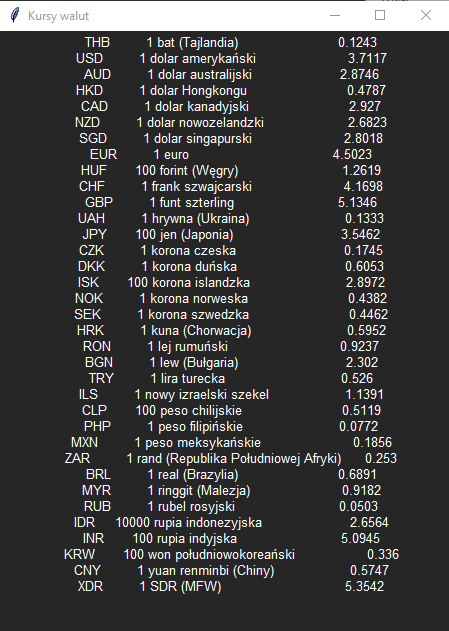 Kursy walut
THB 1 bat (Tajlandia) 0.1243
USD 1 dolar amerykański 3.7117
AUD 1 dolar australijski 2.8746
HKD 1 dolar Hongkongu 0.4787
CAD 1 dolar kanadyjski 2.927
NZD 1 dolar nowozelandzki 2.6823
SGD 1 dolar singapurski 2.8018
EUR 1 euro 4.5023
HUF 100 forint (Węgry) 1.2619
CHF 1 frank szwajcarski 4.1698
GBP 1 funt szterling 5.1346
UAH 1 hrywna (Ukraina) 0.1333
JPY 100 jen (Japonia) 3.5462
CZK 1 korona czeska 0.1745
DKK 1 korona duńska 0.6053
ISK 100 korona islandzka 2.8972
NOK 1 korona norweska 0.4382
SEK 1 korona szwedzka 0.4462
HRK 1 kuna (Chorwacja) 0.5952
RON 1 lej rumuński 0.9237
BGN 1 lew (Bułgaria) 2.302
TRY 1 lira turecka 0.526
ILS 1 nowy izraelski szekel 1.1391
CLP 100 peso chilijskie 0.5119
PHP 1 peso filipińskie 0.0772
MXN 1 peso meksykańskie 0.1856
ZAR 1 rand (Republika Południowej Afryki) 0.253
BRL 1 real (Brazylia) 0.6891
MYR 1 ringgit (Malezja) 0.9182
RUB 1 rubel rosyjski 0.0503
IDR 10000 rupia indonezyjska 2.6564
INR 100 rupia indyjska 5.0945
KRW 100 won południowokoreański 0.336
CNY 1 yuan renminbi (Chiny) 0.5747
XDR 1 SDR (MFW) 5.3542